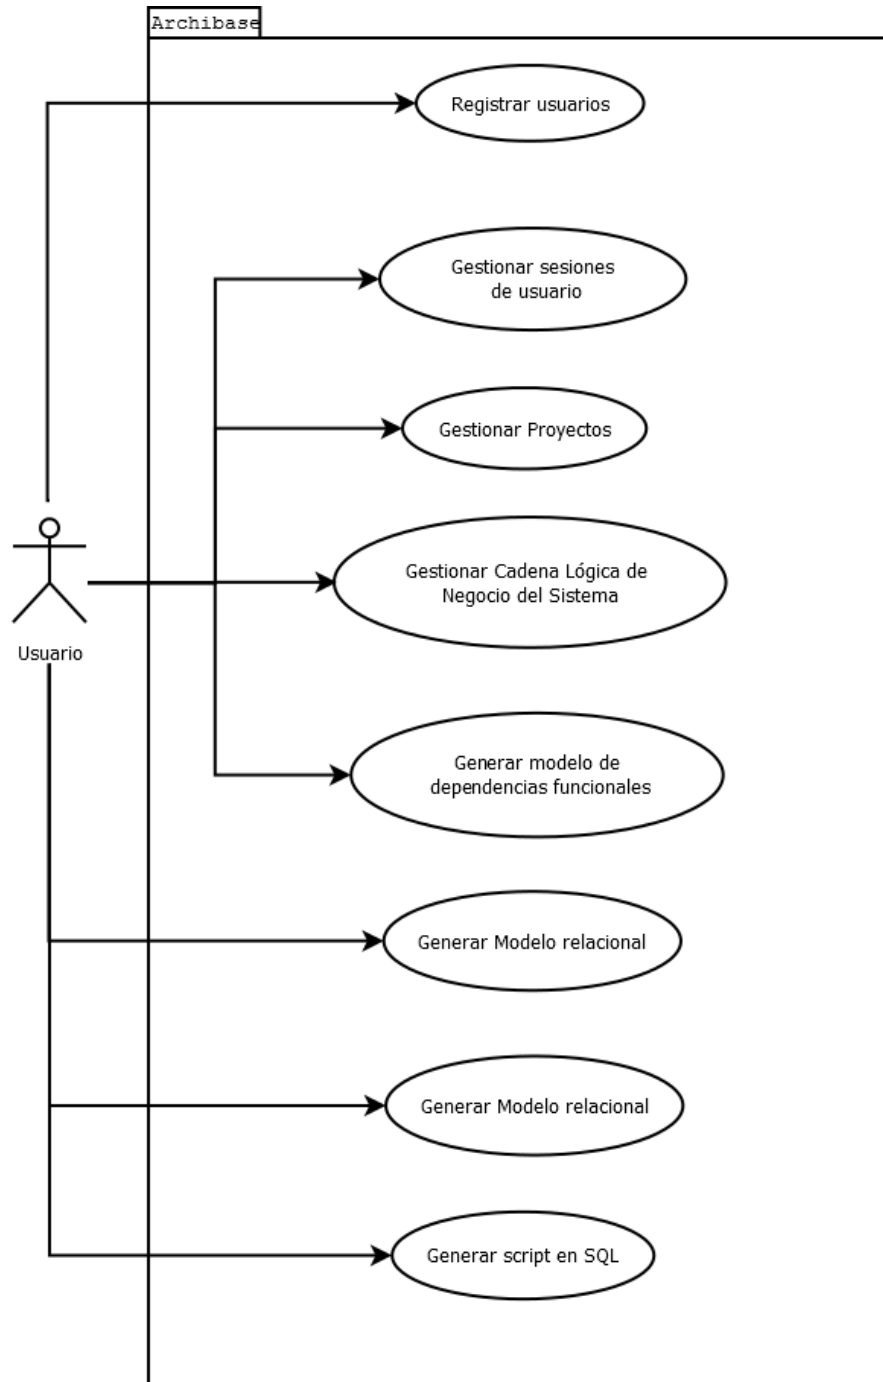 Archibase
Registrar usuarios
Gestionar sesiones
de usuario
Gestionar Proyectos
Gestionar Cadena Lógica de
Negocio del Sistema
Usuario
Generar modelo de
dependencias funcionales
Generar Modelo relacional
Generar Modelo relacional
Generar script en SQL